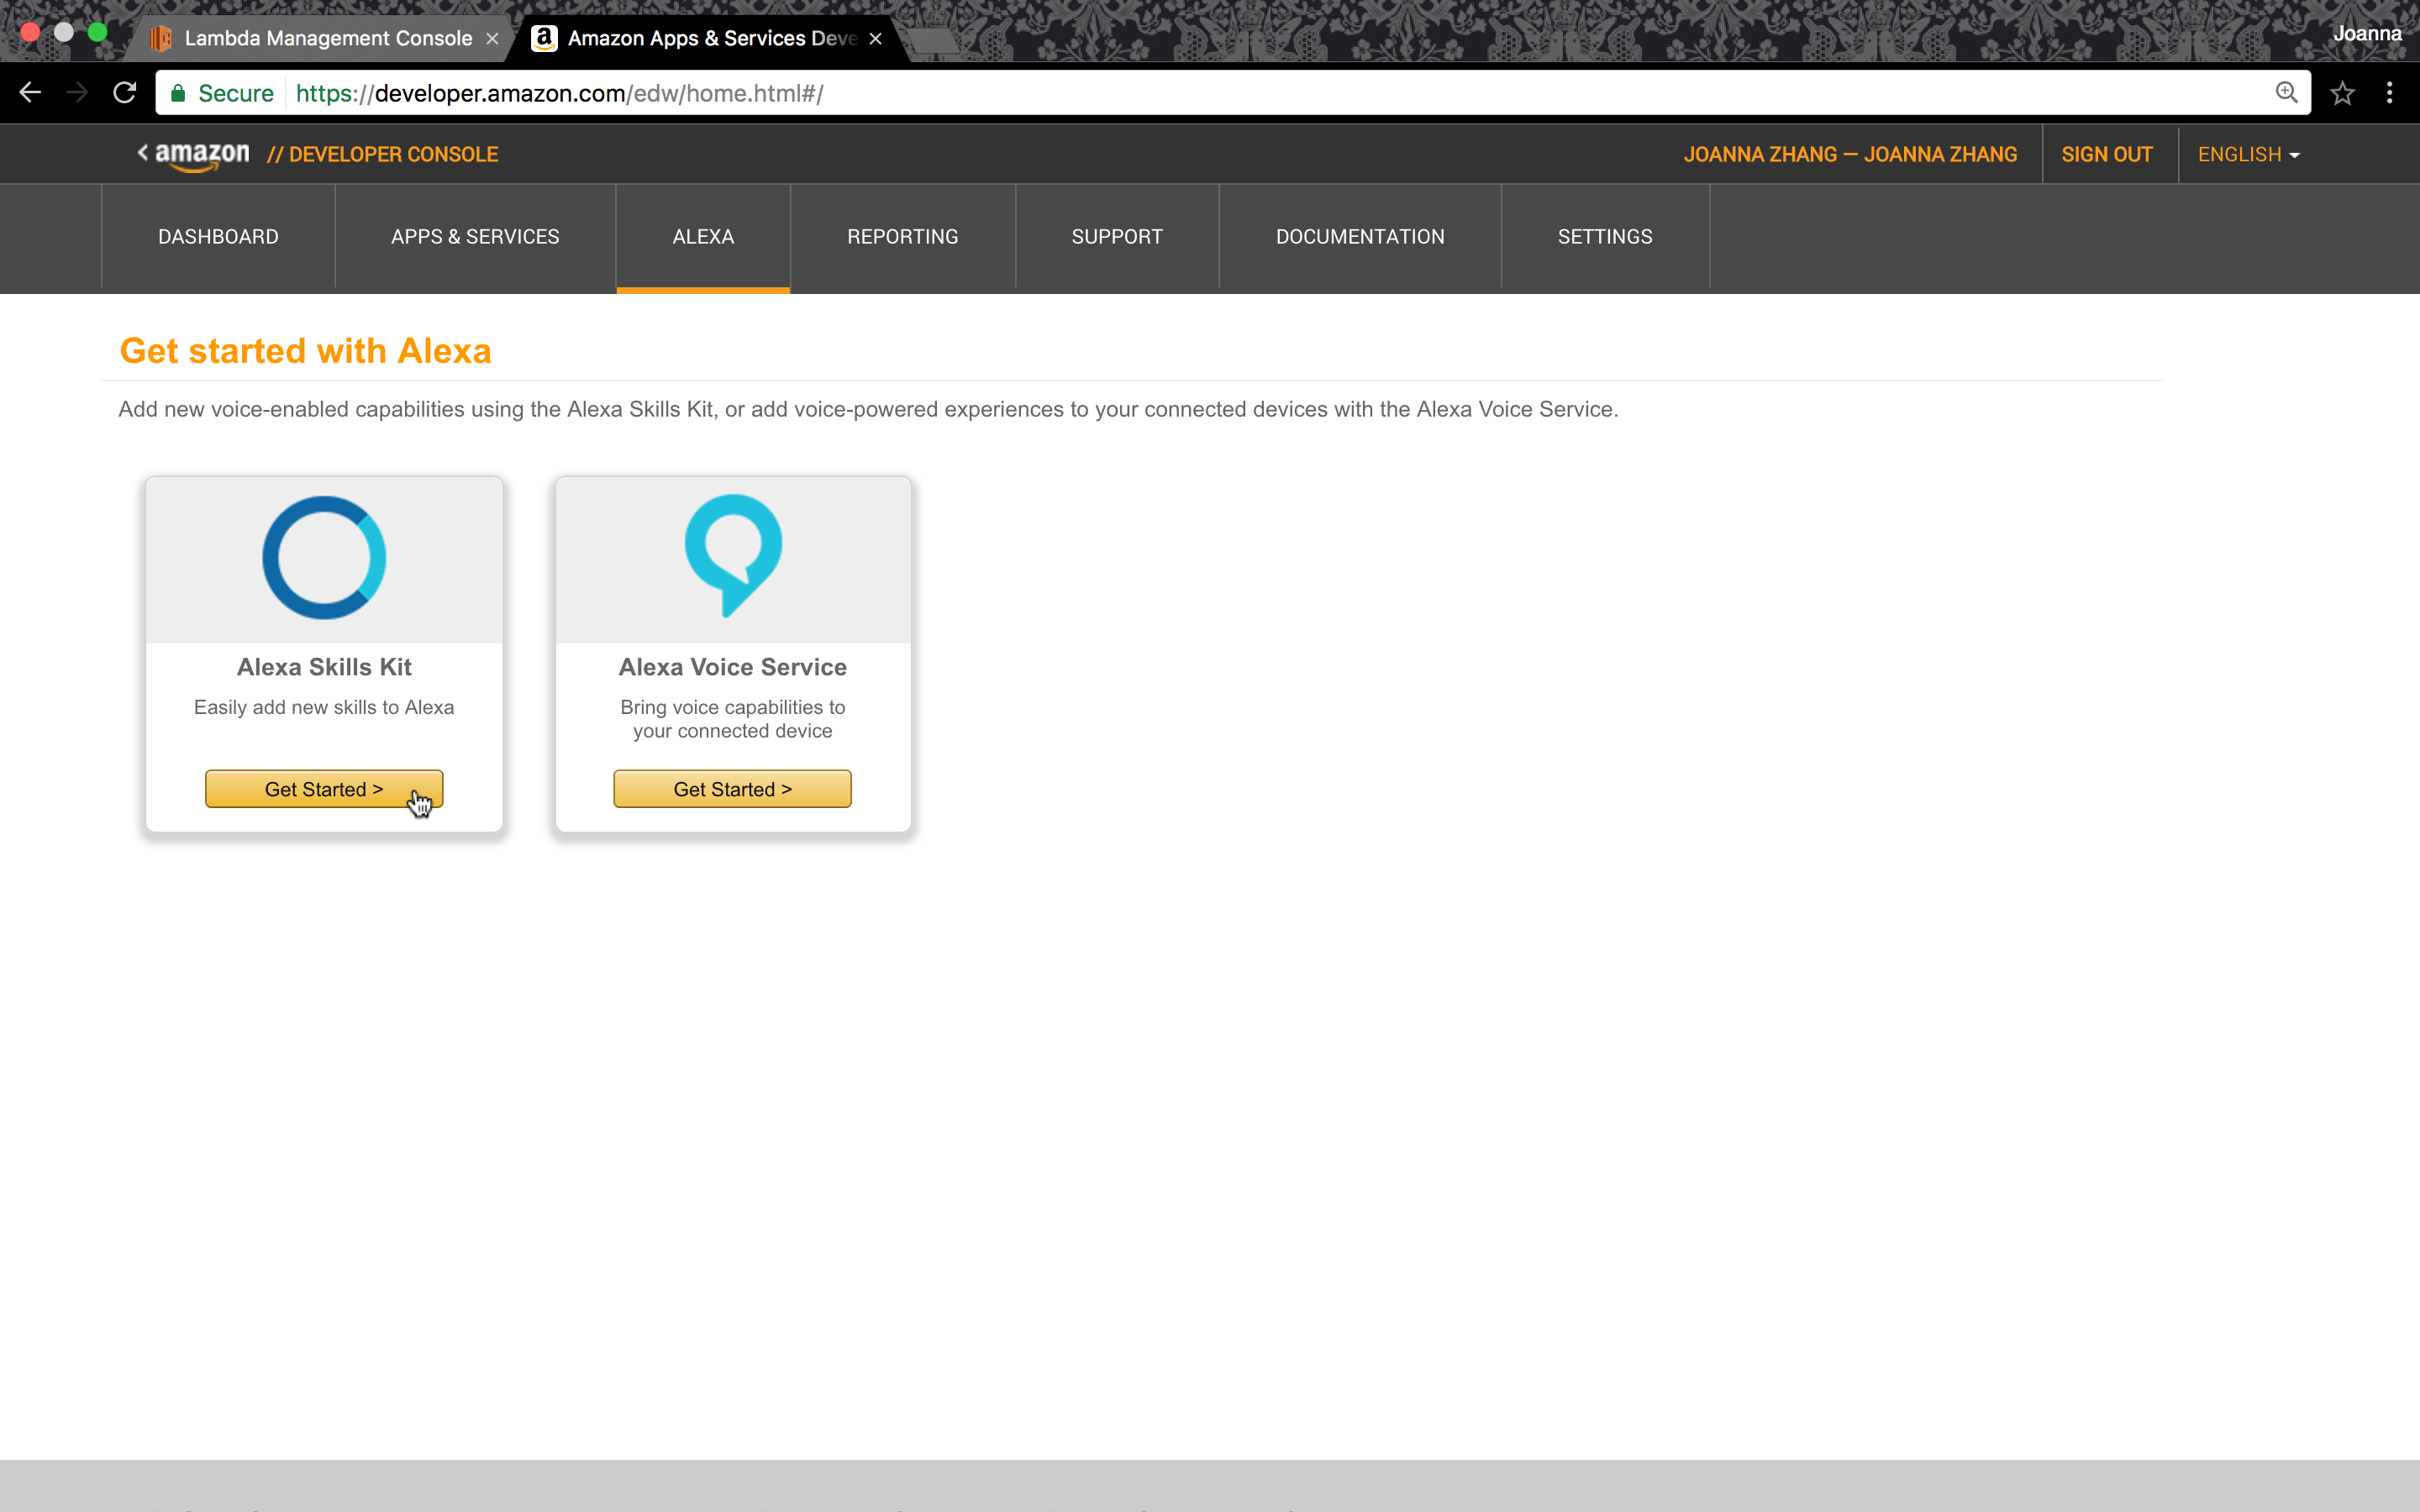 Lambda Management Console
Amazon Apps & Services Deve
Joanna
Secure
https://developer.amazon.com/edw/home.html#/
< amazon // DEVELOPER CONSOLE
JOANNA ZHANG — JOANNA ZHANG
SIGN OUT
ENGLISH
DASHBOARD
APPS & SERVICES
ALEXA
REPORTING
SUPPORT
DOCUMENTATION
SETTINGS
Get started with Alexa
Add new voice-enabled capabilities using the Alexa Skills Kit, or add voice-powered experiences to your connected devices with the Alexa Voice Service.
Alexa Skills Kit
Easily add new skills to Alexa
Get Started >
Alexa Voice Service
Bring voice capabilities to
your connected device
Get Started >